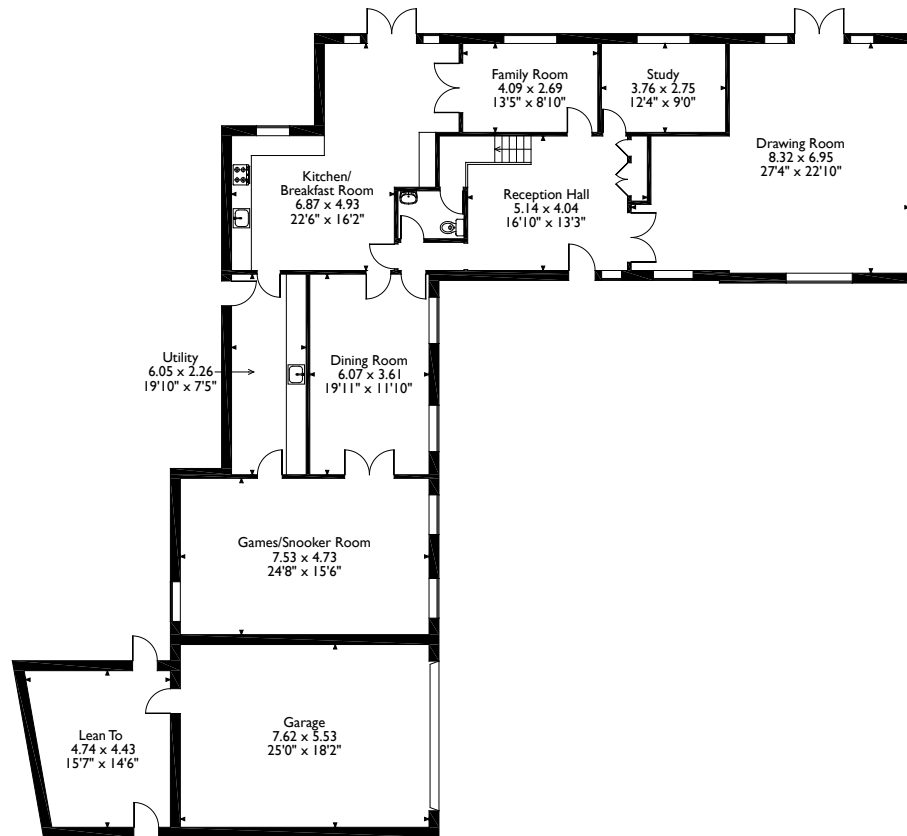 Family Room
4.09 x 2.69
13'5" x 8'10"
Study
3.76 x 2.75
12'4" x 9'0"
Drawing Room
8.32 x 6.95
27'4" x 22'10"
Kitchen/
Breakfast Room
6.87 x 4.93
22'6" x 16'2"
Reception Hall
5.14 x 4.04
16'10" x 13'3"
Utility
6.05 x 2.26
19'10" x 7'5"
Dining Room
6.07 x 3.61
19'11" x 11'10"
Games/Snooker Room
7.53 x 4.73
24'8" x 15'6"
Lean To
4.74 x 4.43
15'7" x 14'6"
Garage
7.62 x 5.53
25'0" x 18'2"